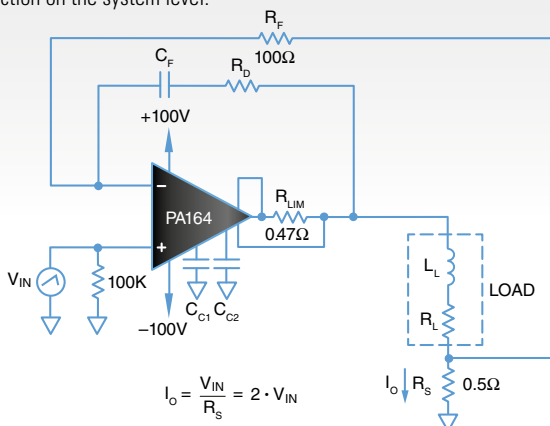 ction on the system level.
R_F
100Ω
C_F
R_D
+100V
−
PA164
+
R_LIM
0.47Ω
V_IN
100K
C_C1 C_C2
−100V
L_L
R_L
LOAD
I_O R_S 0.5Ω
I_O = V_IN / R_S = 2 • V_IN